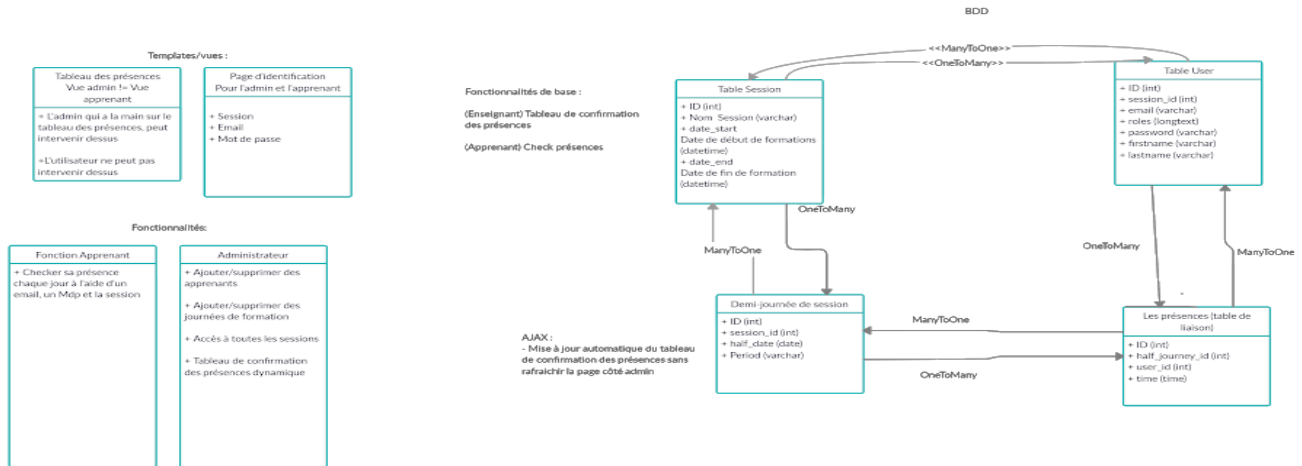 BDD
Templates/vues :
Tableau des présences
Vue admin != Vue
apprenant
+ L'admin qui a la main sur le
tableau des présences, peut
intervenir dessus
+L'utilisateur ne peut pas
intervenir dessus
Page d'identification
Pour l'admin et l'apprenant
+ Session
+ Email
+ Mot de passe
Fonctionnalités de base :
(Enseignant) Tableau de confirmation
des présences
(Apprenant) Check présences
<<ManyToOne>>
<<OneToMany>>
Table Session
+ ID (int)
+ Nom Session (varchar)
+ date_start
Date de début de formations
(datetime)
+ date_end
Date de fin de formation
(datetime)
Table User
+ ID (int)
+ session_id (int)
+ email (varchar)
+ roles (longtext)
+ password (varchar)
+ firstname (varchar)
+ lastname (varchar)
OneToMany
ManyToOne
OneToMany
ManyToOne
Fonctionnalités:
Fonction Apprenant
+ Checker sa présence
chaque jour à l'aide d'un
email, un Mdp et la session
Administrateur
+ Ajouter/supprimer des
apprenants
+ Ajouter/supprimer des
journées de formation
+ Accès à toutes les sessions
+ Tableau de confirmation
des présences dynamique
AJAX :
- Mise à jour automatique du tableau
de confirmation des présences sans
rafraichir la page côté admin
Demi-journée de session
+ ID (int)
+ session_id (int)
+ half_date (date)
+ Period (varchar)
ManyToOne
OneToMany
Les présences (table de
liaison)
+ ID (int)
+ half_journey_id (int)
+ user_id (int)
+ time (time)